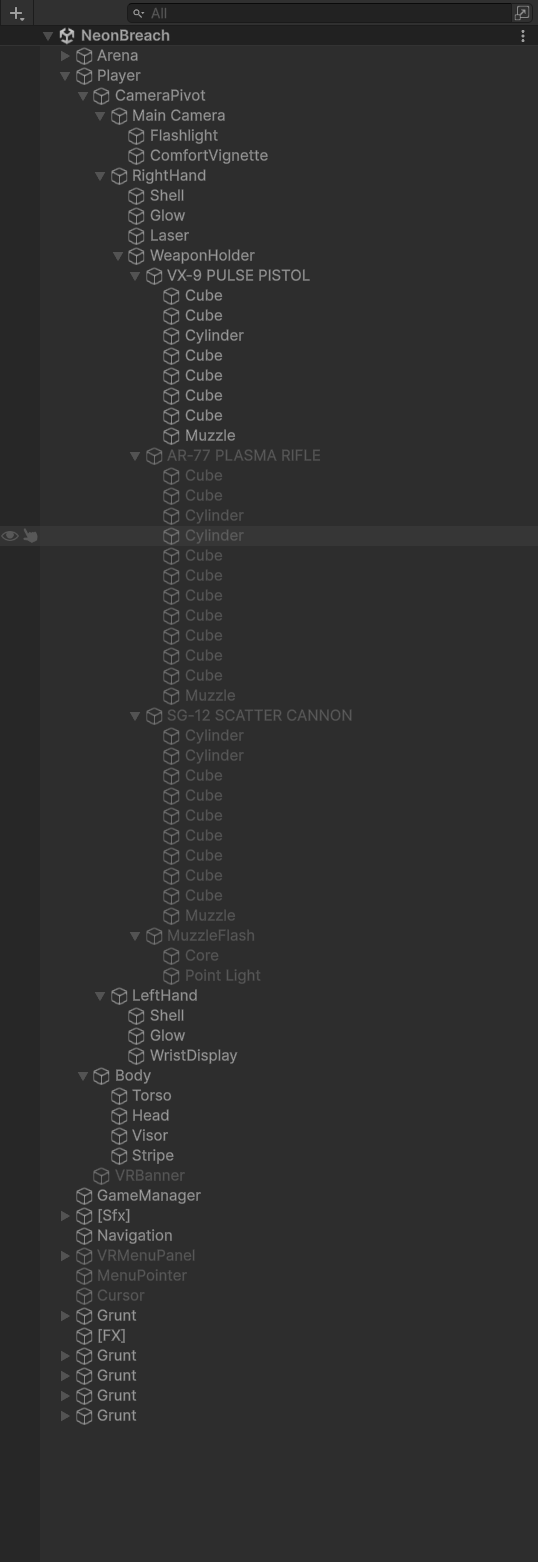 All
NeonBreach
Arena
Player
CameraPivot
Main Camera
Flashlight
ComfortVignette
RightHand
Shell
Glow
Laser
WeaponHolder
VX-9 PULSE PISTOL
Cube
Cube
Cylinder
Cube
Cube
Cube
Cube
Muzzle
AR-77 PLASMA RIFLE
Cube
Cube
Cylinder
Cylinder
Cube
Cube
Cube
Cube
Cube
Cube
Cube
Muzzle
SG-12 SCATTER CANNON
Cylinder
Cylinder
Cube
Cube
Cube
Cube
Cube
Cube
Cube
Muzzle
MuzzleFlash
Core
Point Light
LeftHand
Shell
Glow
WristDisplay
Body
Torso
Head
Visor
Stripe
VRBanner
GameManager
[Sfx]
Navigation
VRMenuPanel
MenuPointer
Cursor
Grunt
[FX]
Grunt
Grunt
Grunt
Grunt